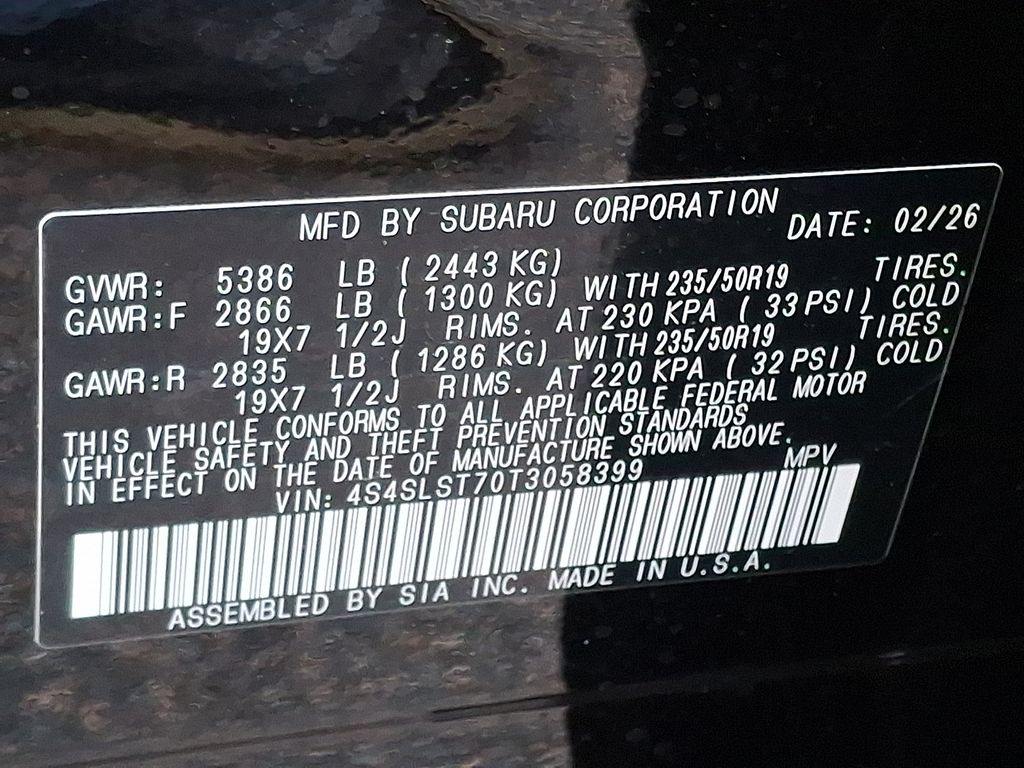 MFD BY SUBARU CORPORATION DATE: 02/26
GVWR: 5386 LB ( 2443 KG)
GAWR:F 2866 LB ( 1300 KG) WITH 235/50R19 TIRES.
19X7 1/2J RIMS. AT 230 KPA ( 33 PSI) COLD
GAWR:R 2835 LB ( 1286 KG) WITH 235/50R19 TIRES.
19X7 1/2J RIMS. AT 220 KPA ( 32 PSI) COLD
THIS VEHICLE CONFORMS TO ALL APPLICABLE FEDERAL MOTOR
VEHICLE SAFETY AND THEFT PREVENTION STANDARDS
IN EFFECT ON THE DATE OF MANUFACTURE SHOWN ABOVE.
VIN: 4S4SLST70T3058399 MPV
ASSEMBLED BY SIA INC. MADE IN U.S.A.